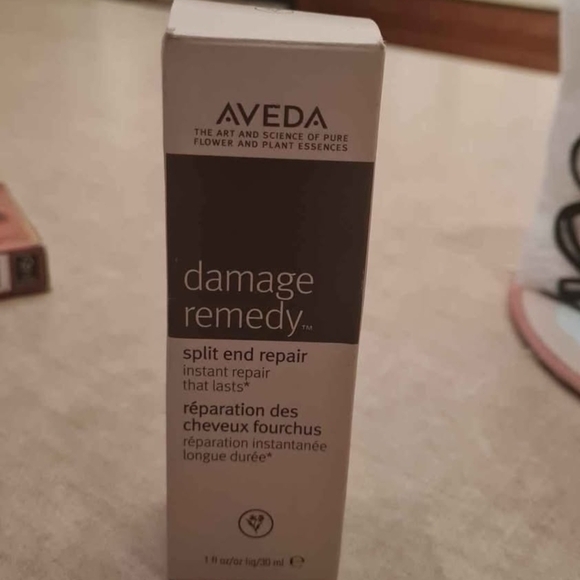 AVEDA
THE ART AND SCIENCE OF PURE
FLOWER AND PLANT ESSENCES
damage
remedy™
split end repair
instant repair
that lasts*
réparation des
cheveux fourchus
réparation instantanée
longue durée*
1 fl oz/oz liq/30 ml ℮